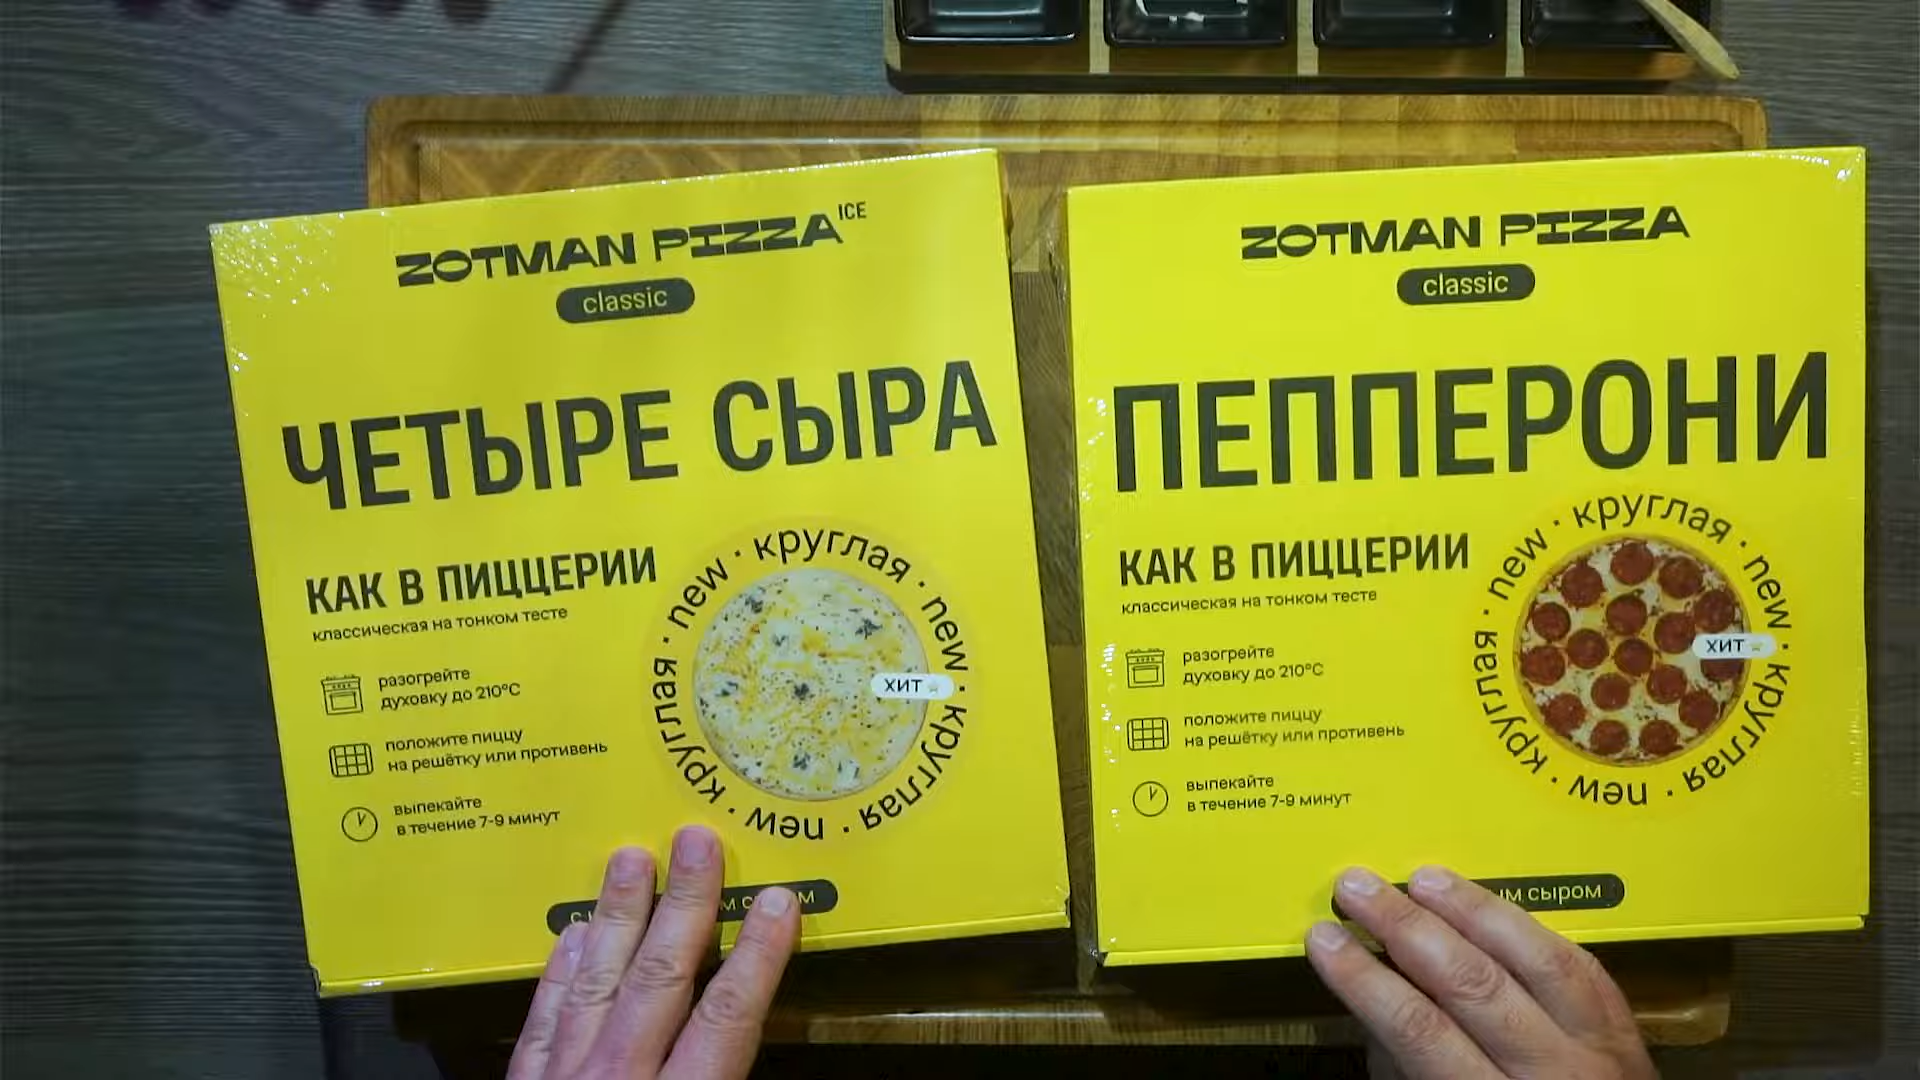 ZOTMAN PIZZA ICE
classic
ЧЕТЫРЕ СЫРА
КАК В ПИЦЦЕРИИ
классическая на тонком тесте
разогрейте
духовку до 210°С
положите пиццу
на решётку или противень
выпекайте
в течение 7-9 минут
круглая · new · круглая · new · круглая · new
ХИТ
ZOTMAN PIZZA
classic
ПЕППЕРОНИ
КАК В ПИЦЦЕРИИ
классическая на тонком тесте
разогрейте
духовку до 210°С
положите пиццу
на решётку или противень
выпекайте
в течение 7-9 минут
круглая · new · круглая · new · круглая · new
ХИТ
сыром